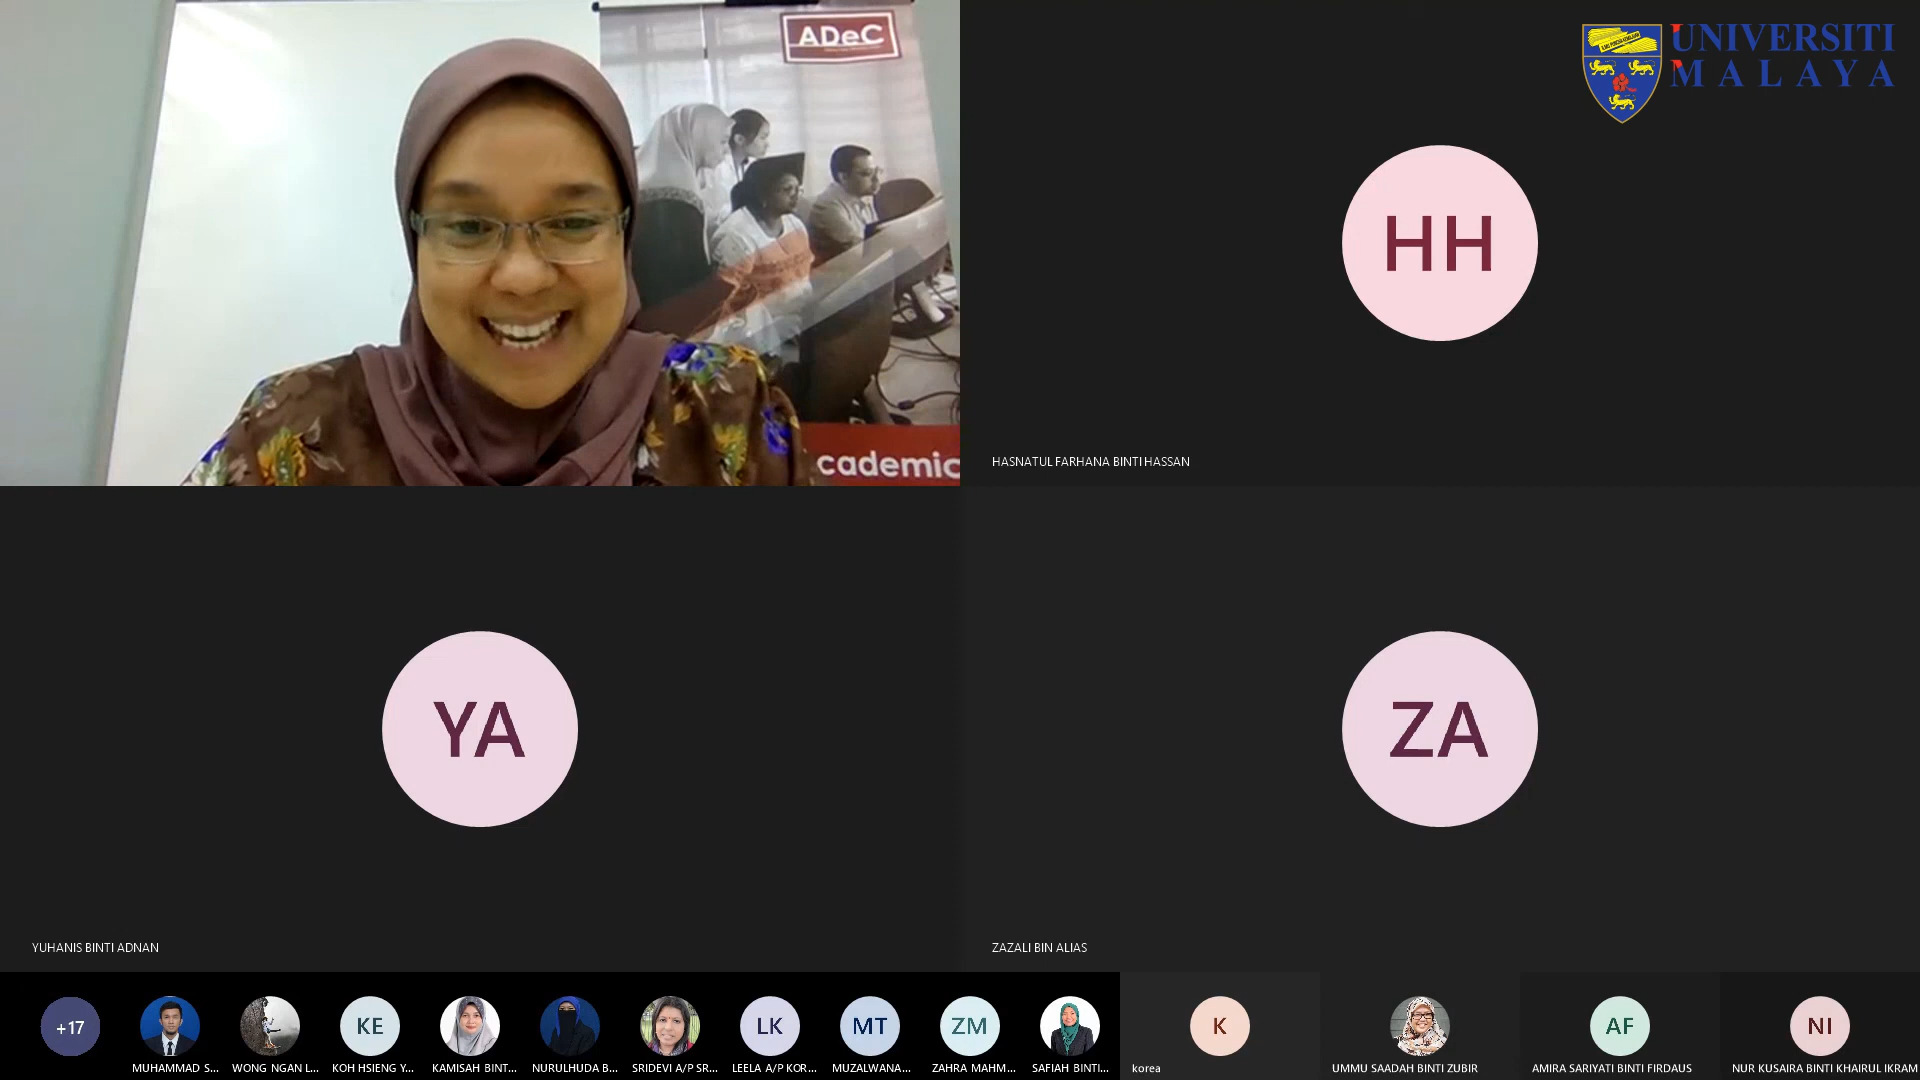 ADeC
cademic
UNIVERSITI
MALAYA
HH
HASNATUL FARHANA BINTI HASSAN
YA
YUHANIS BINTI ADNAN
ZA
ZAZALI BIN ALIAS
+17
MUHAMMAD S...
WONG NGAN L...
KE
KOH HSIENG Y...
KAMISAH BINT...
NURULHUDA B...
SRIDEVI A/P SR...
LK
LEELA A/P KOR...
MT
MUZALWANA...
ZM
ZAHRA MAHM...
SAFIAH BINTI...
K
korea
UMMU SAADAH BINTI ZUBIR
AF
AMIRA SARIYATI BINTI FIRDAUS
NI
NUR KUSAIRA BINTI KHAIRUL IKRAM